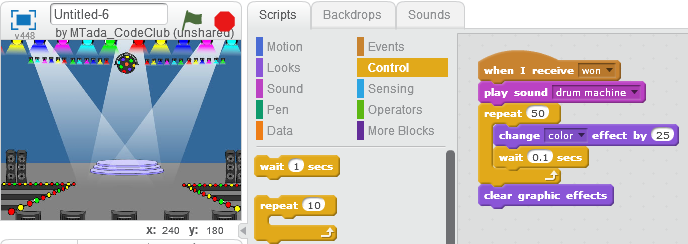 Untitled-6
v448
by MTada_CodeClub (unshared)
x: 240 y: 180
Scripts Backdrops Sounds
Motion Events
Looks Control
Sound Sensing
Pen Operators
Data More Blocks
wait 1 secs
repeat 10
when I receive won
play sound drum machine
repeat 50
change color effect by 25
wait 0.1 secs
clear graphic effects